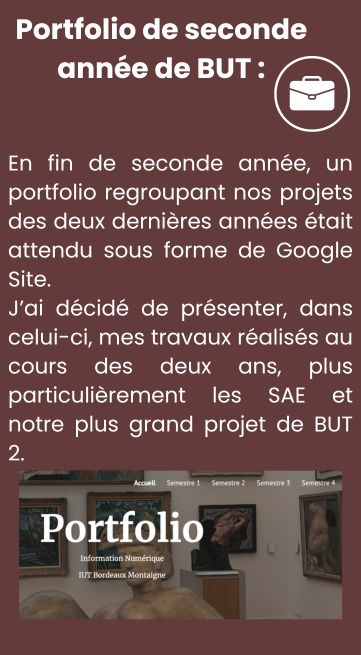 Portfolio de seconde
année de BUT :
En fin de seconde année, un
portfolio regroupant nos projets
des deux dernières années était
attendu sous forme de Google
Site.
J'ai décidé de présenter, dans
celui-ci, mes travaux réalisés au
cours des deux ans, plus
particulièrement les SAE et
notre plus grand projet de BUT
2.
Accueil Semestre 1 Semestre 2 Semestre 3 Semestre 4
Portfolio
Information Numérique
IUT Bordeaux Montaigne